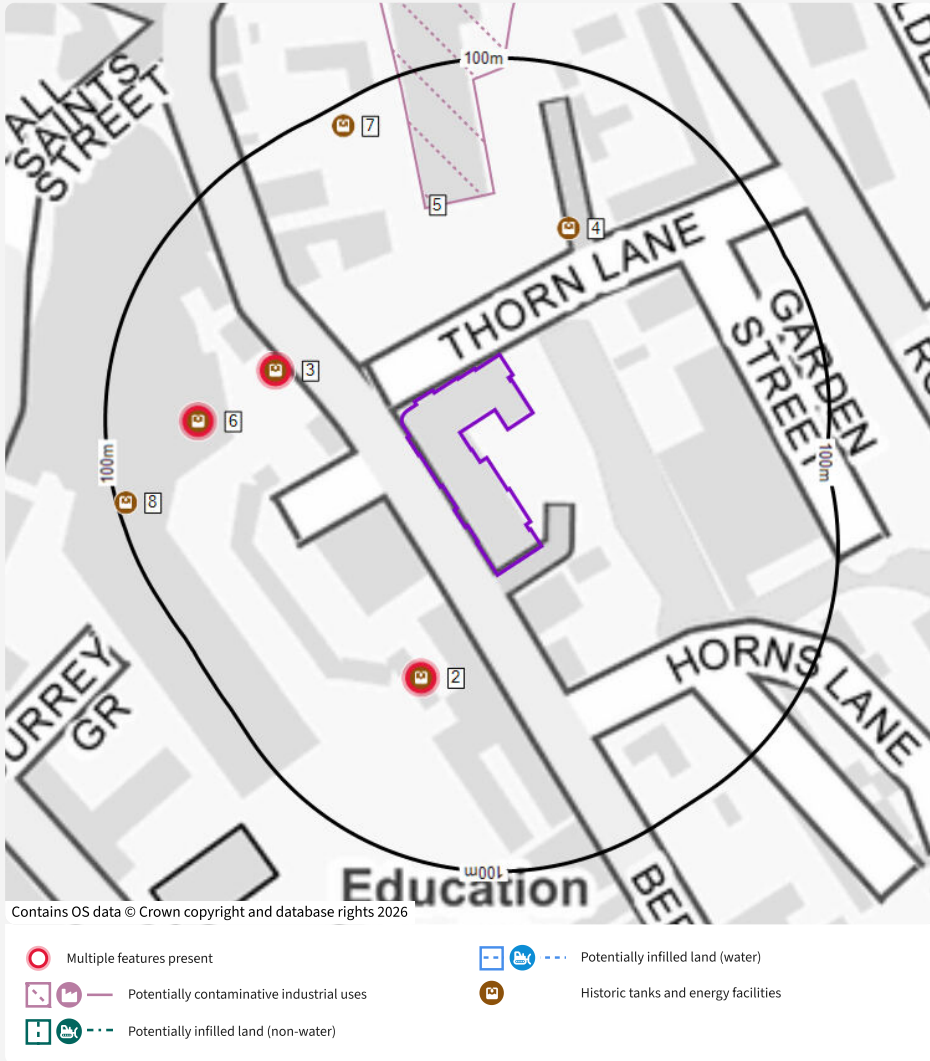 100m
ALL
SAINTS
STREET
7
5
4
THORN LANE
GARDEN
STREET
3
6
100m
100m
8
2
HORNS LANE
URREY
GR
100m
Education
BER
Contains OS data © Crown copyright and database rights 2026
Multiple features present
Potentially infilled land (water)
Potentially contaminative industrial uses
Historic tanks and energy facilities
Potentially infilled land (non-water)